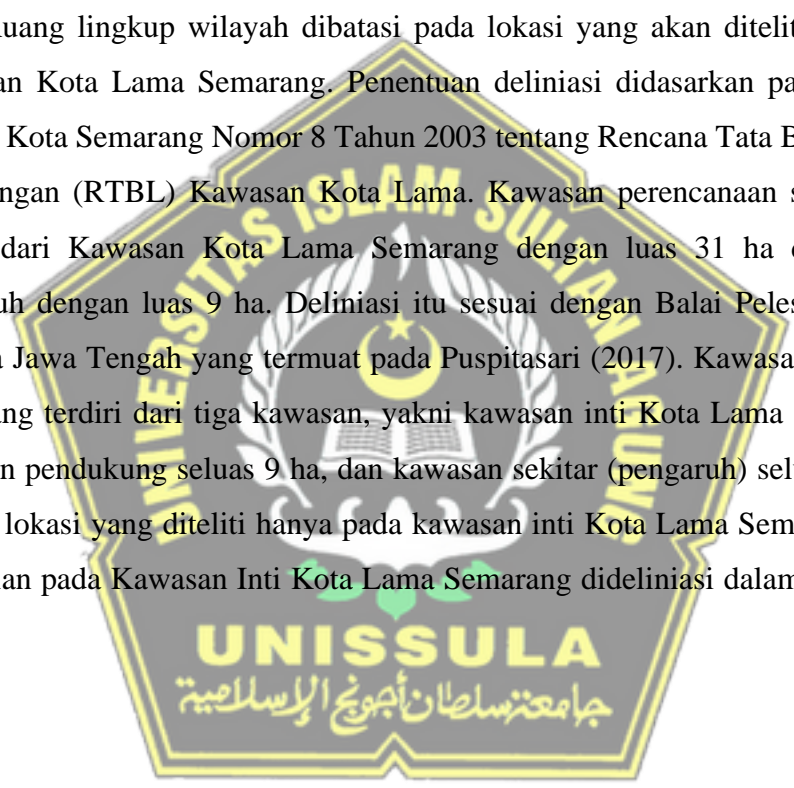 uang lingkup wilayah dibatasi pada lokasi yang akan diteliti
an Kota Lama Semarang. Penentuan deliniasi didasarkan pa
Kota Semarang Nomor 8 Tahun 2003 tentang Rencana Tata B
ngan (RTBL) Kawasan Kota Lama. Kawasan perencanaan s
dari Kawasan Kota Lama Semarang dengan luas 31 ha
uh dengan luas 9 ha. Deliniasi itu sesuai dengan Balai Peles
Jawa Tengah yang termuat pada Puspitasari (2017). Kawasa
ang terdiri dari tiga kawasan, yakni kawasan inti Kota Lama
n pendukung seluas 9 ha, dan kawasan sekitar (pengaruh) sel
lokasi yang diteliti hanya pada kawasan inti Kota Lama Sem
an pada Kawasan Inti Kota Lama Semarang dideliniasi dalam
UNIVERSITAS ISLAM SULTAN AGUNG
UNISSULA
جامعة سلطان أجونج الإسلامية